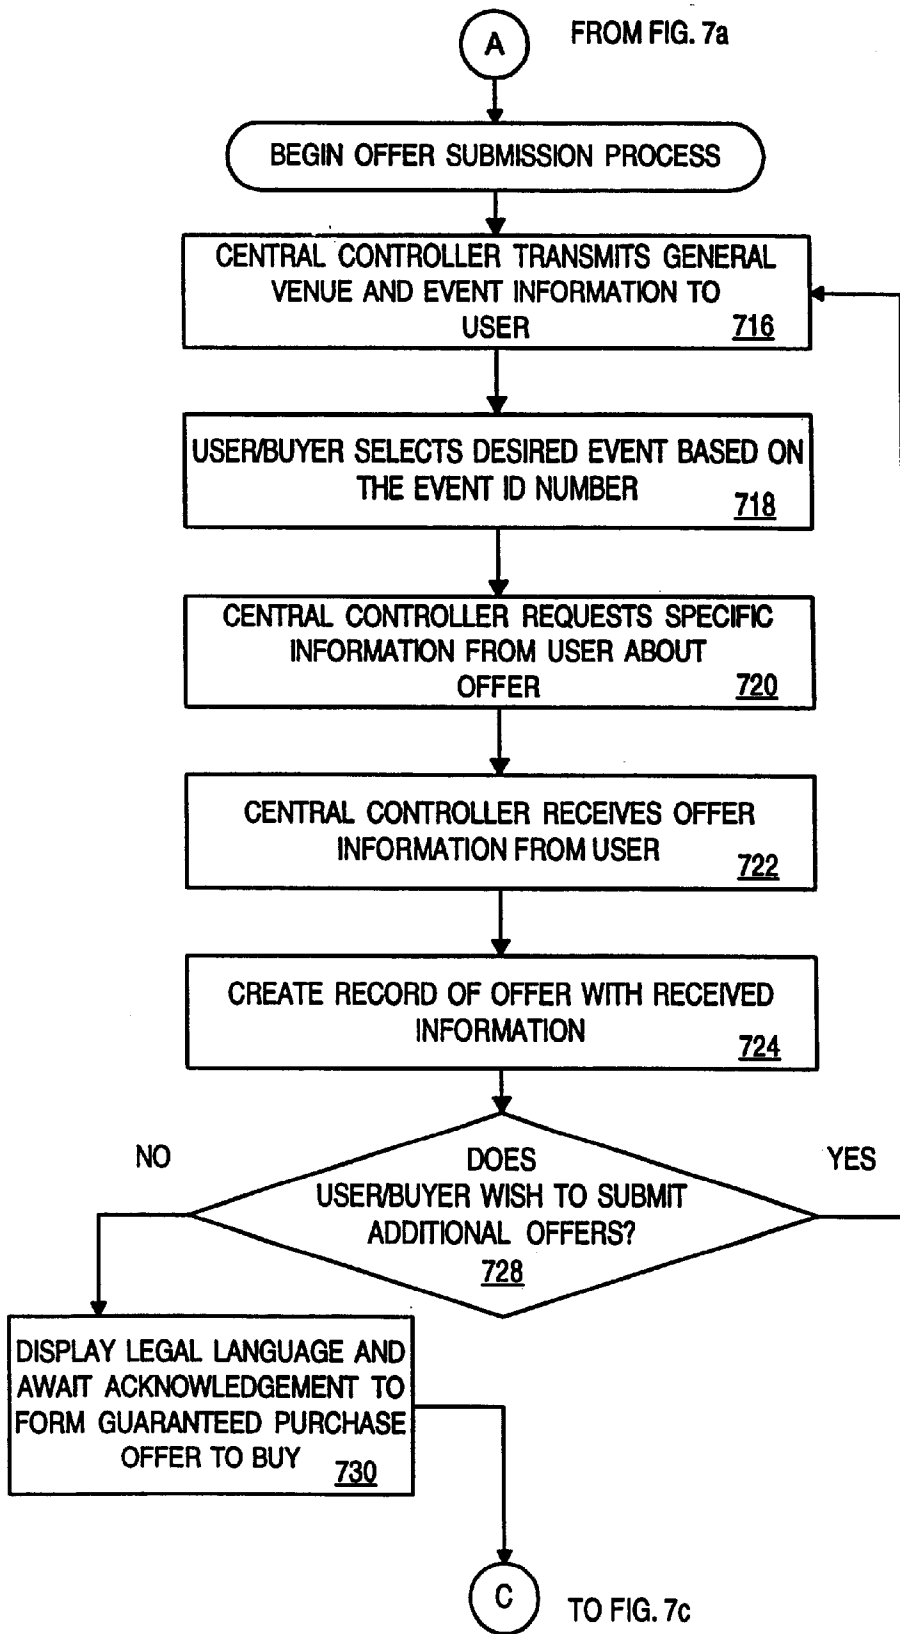 A
FROM FIG. 7a
BEGIN OFFER SUBMISSION PROCESS
CENTRAL CONTROLLER TRANSMITS GENERAL
VENUE AND EVENT INFORMATION TO
USER
716
USER/BUYER SELECTS DESIRED EVENT BASED ON
THE EVENT ID NUMBER
718
CENTRAL CONTROLLER REQUESTS SPECIFIC
INFORMATION FROM USER ABOUT
OFFER
720
CENTRAL CONTROLLER RECEIVES OFFER
INFORMATION FROM USER
722
CREATE RECORD OF OFFER WITH RECEIVED
INFORMATION
724
NO
YES
DOES
USER/BUYER WISH TO SUBMIT
ADDITIONAL OFFERS?
728
DISPLAY LEGAL LANGUAGE AND
AWAIT ACKNOWLEDGEMENT TO
FORM GUARANTEED PURCHASE
OFFER TO BUY
730
C
TO FIG. 7c